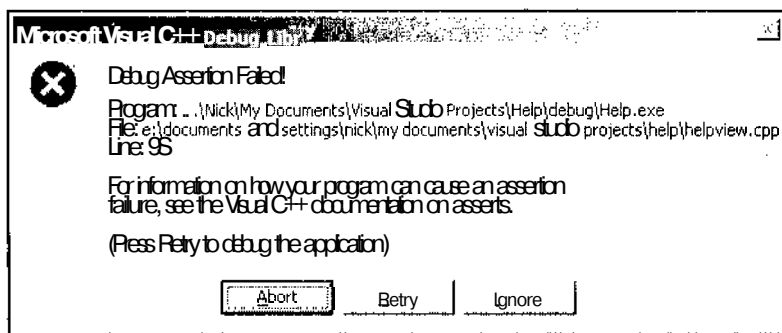 Microsoft Visual C++ Debug Libr
Debug Assertion Failed!
Program: ...\Nick\My Documents\Visual Studio Projects\Help\debug\Help.exe
File: e:\documents and settings\nick\my documents\visual studio projects\help\helpview.cpp
Line: 9S
For information on how your program can cause an assertion
failure, see the Visual C++ documentation on asserts.
(Press Retry to debug the application)
Abort Retry Ignore